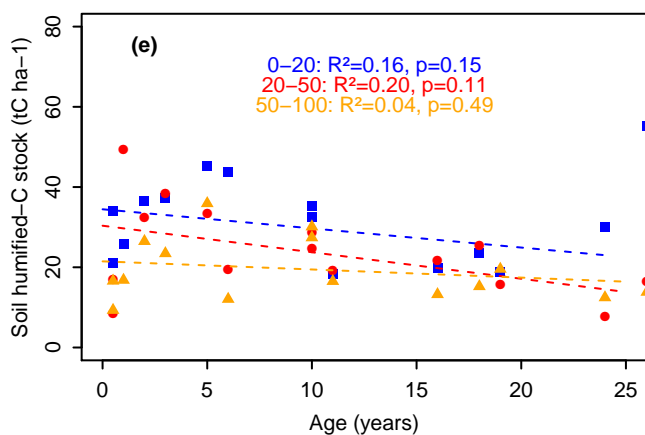 (e)
0−20: R²=0.16, p=0.15
20−50: R²=0.20, p=0.11
50−100: R²=0.04, p=0.49
Soil humified−C stock (tC ha−1)
80
60
40
20
0
0 5 10 15 20 25
Age (years)